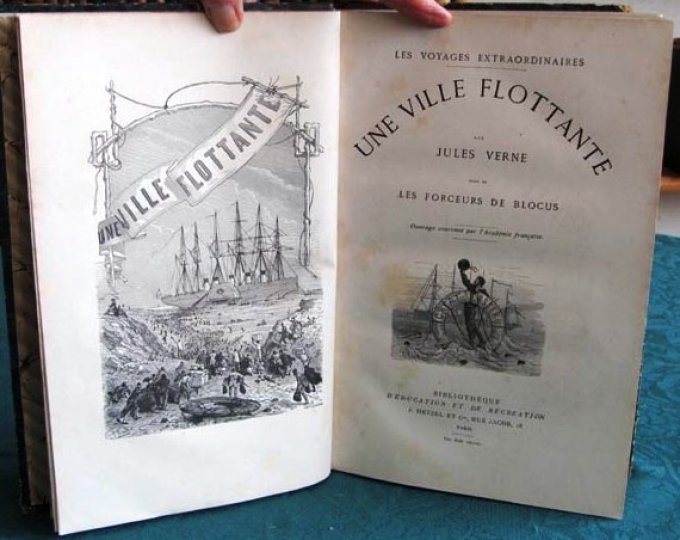 UNE VILLE FLOTTANTE
LES VOYAGES EXTRAORDINAIRES
UNE VILLE FLOTTANTE
PAR
JULES VERNE
SUIVI DE
LES FORCEURS DE BLOCUS
Ouvrage couronné par l'Académie française.
BIBLIOTHÈQUE
D'ÉDUCATION ET DE RÉCRÉATION
J. HETZEL ET Cie, RUE JACOB, 18
PARIS